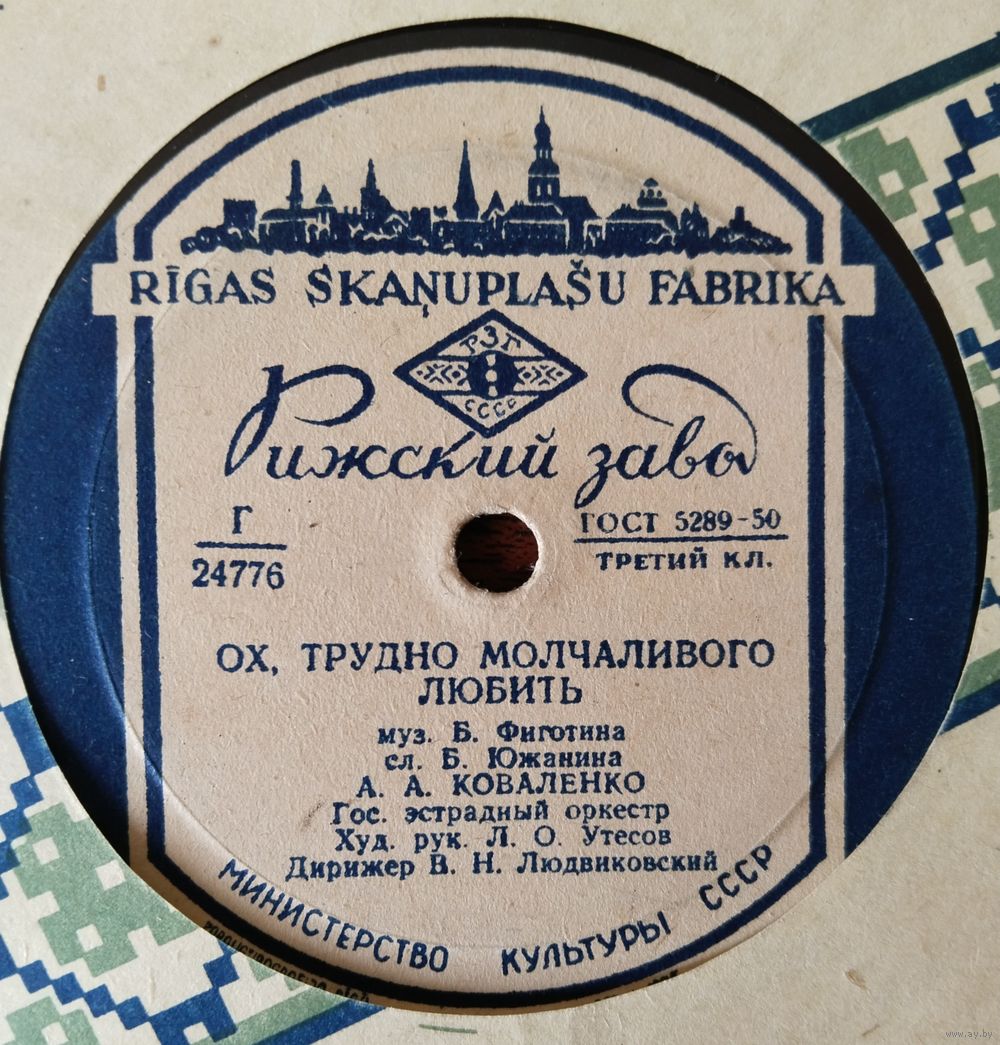 RĪGAS SKAŅUPLAŠU FABRIKA
РЗГ
СССР
Рижский завод
Г
24776
ГОСТ 5289-50
ТРЕТИЙ КЛ.
ОХ, ТРУДНО МОЛЧАЛИВОГО
ЛЮБИТЬ
муз. Б. Фиготина
сл. Б. Южанина
А. А. КОВАЛЕНКО
Гос. эстрадный оркестр
Худ. рук. Л. О. Утесов
Дирижер В. Н. Людвиковский
МИНИСТЕРСТВО КУЛЬТУРЫ СССР
www.ay.by